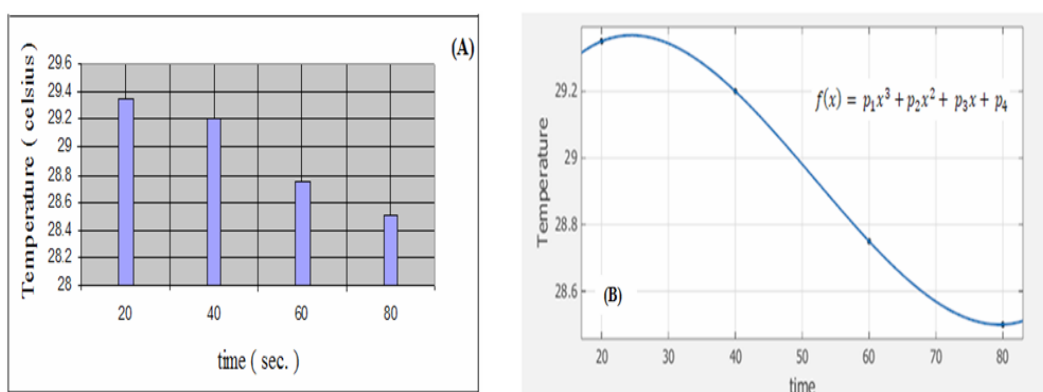 (A)
Temperature ( celsius )
29.6
29.4
29.2
29
28.8
28.6
28.4
28.2
28
20 40 60 80
time ( sec. )
Temperature
29.2
29
28.8
28.6
f(x) = p₁x³ + p₂x² + p₃x + p₄
(B)
20 30 40 50 60 70 80
time